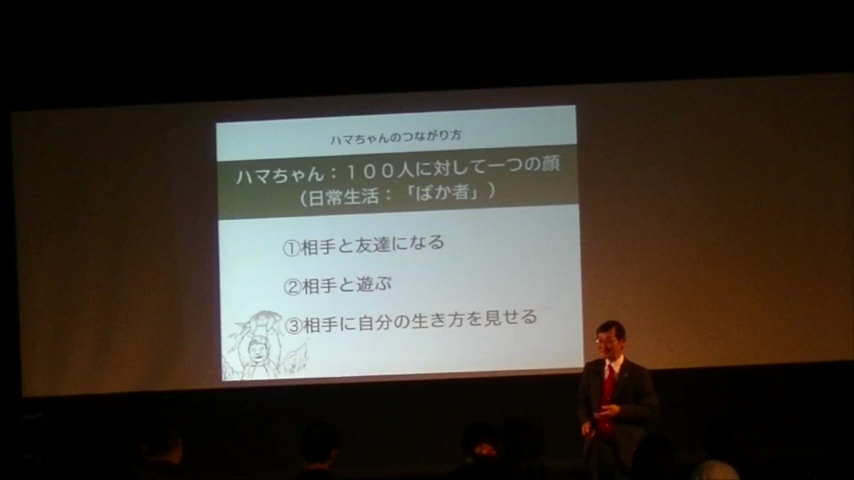 ハマちゃんのつながり方
ハマちゃん：１００人に対して一つの顔
（日常生活：「ばか者」）
①相手と友達になる
②相手と遊ぶ
③相手に自分の生き方を見せる